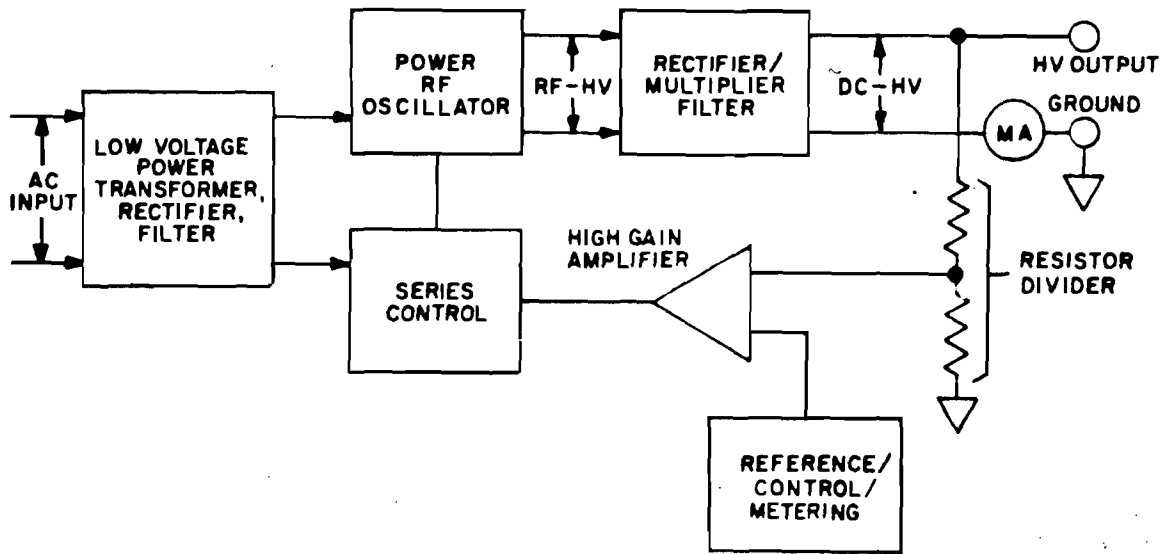 POWER
RF
OSCILLATOR
RF-HV
RECTIFIER/
MULTIPLIER
FILTER
DC-HV
HV OUTPUT
GROUND
MA
AC
INPUT
LOW VOLTAGE
POWER
TRANSFORMER,
RECTIFIER,
FILTER
SERIES
CONTROL
HIGH GAIN
AMPLIFIER
RESISTOR
DIVIDER
REFERENCE/
CONTROL/
METERING